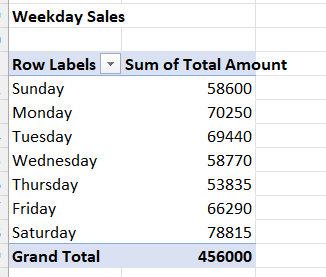 Weekday Sales
Row Labels Sum of Total Amount
Sunday 58600
Monday 70250
Tuesday 69440
Wednesday 58770
Thursday 53835
Friday 66290
Saturday 78815
Grand Total 456000